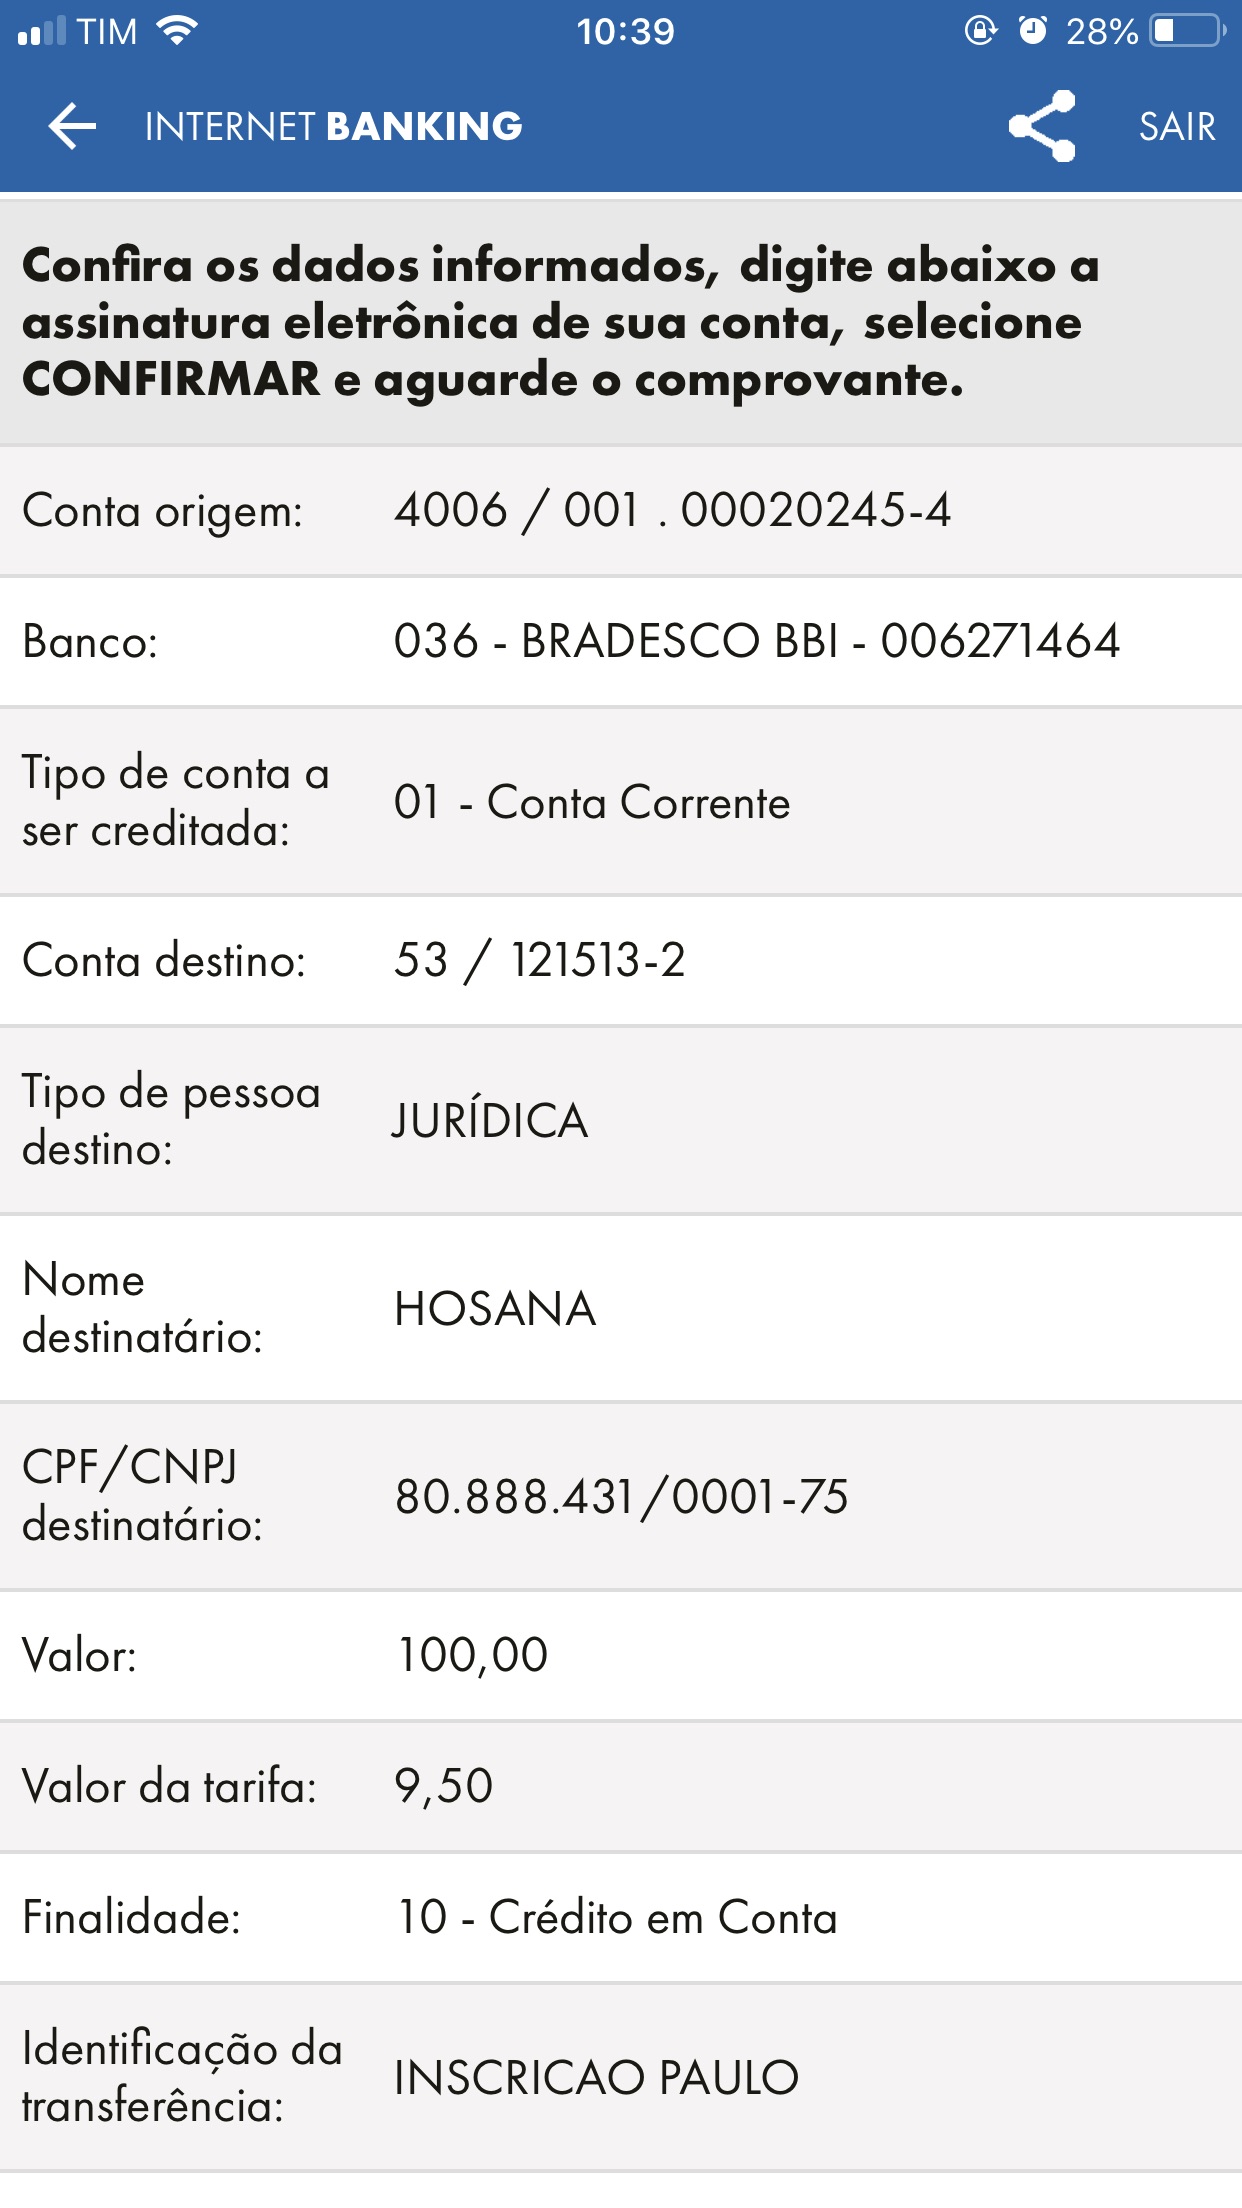 TIM 10:39 28%
INTERNET BANKING SAIR
Confira os dados informados, digite abaixo a
assinatura eletrônica de sua conta, selecione
CONFIRMAR e aguarde o comprovante.
Conta origem: 4006 / 001 . 00020245-4
Banco: 036 - BRADESCO BBI - 006271464
Tipo de conta a
ser creditada: 01 - Conta Corrente
Conta destino: 53 / 121513-2
Tipo de pessoa
destino: JURÍDICA
Nome
destinatário: HOSANA
CPF/CNPJ
destinatário: 80.888.431/0001-75
Valor: 100,00
Valor da tarifa: 9,50
Finalidade: 10 - Crédito em Conta
Identificação da
transferência: INSCRICAO PAULO